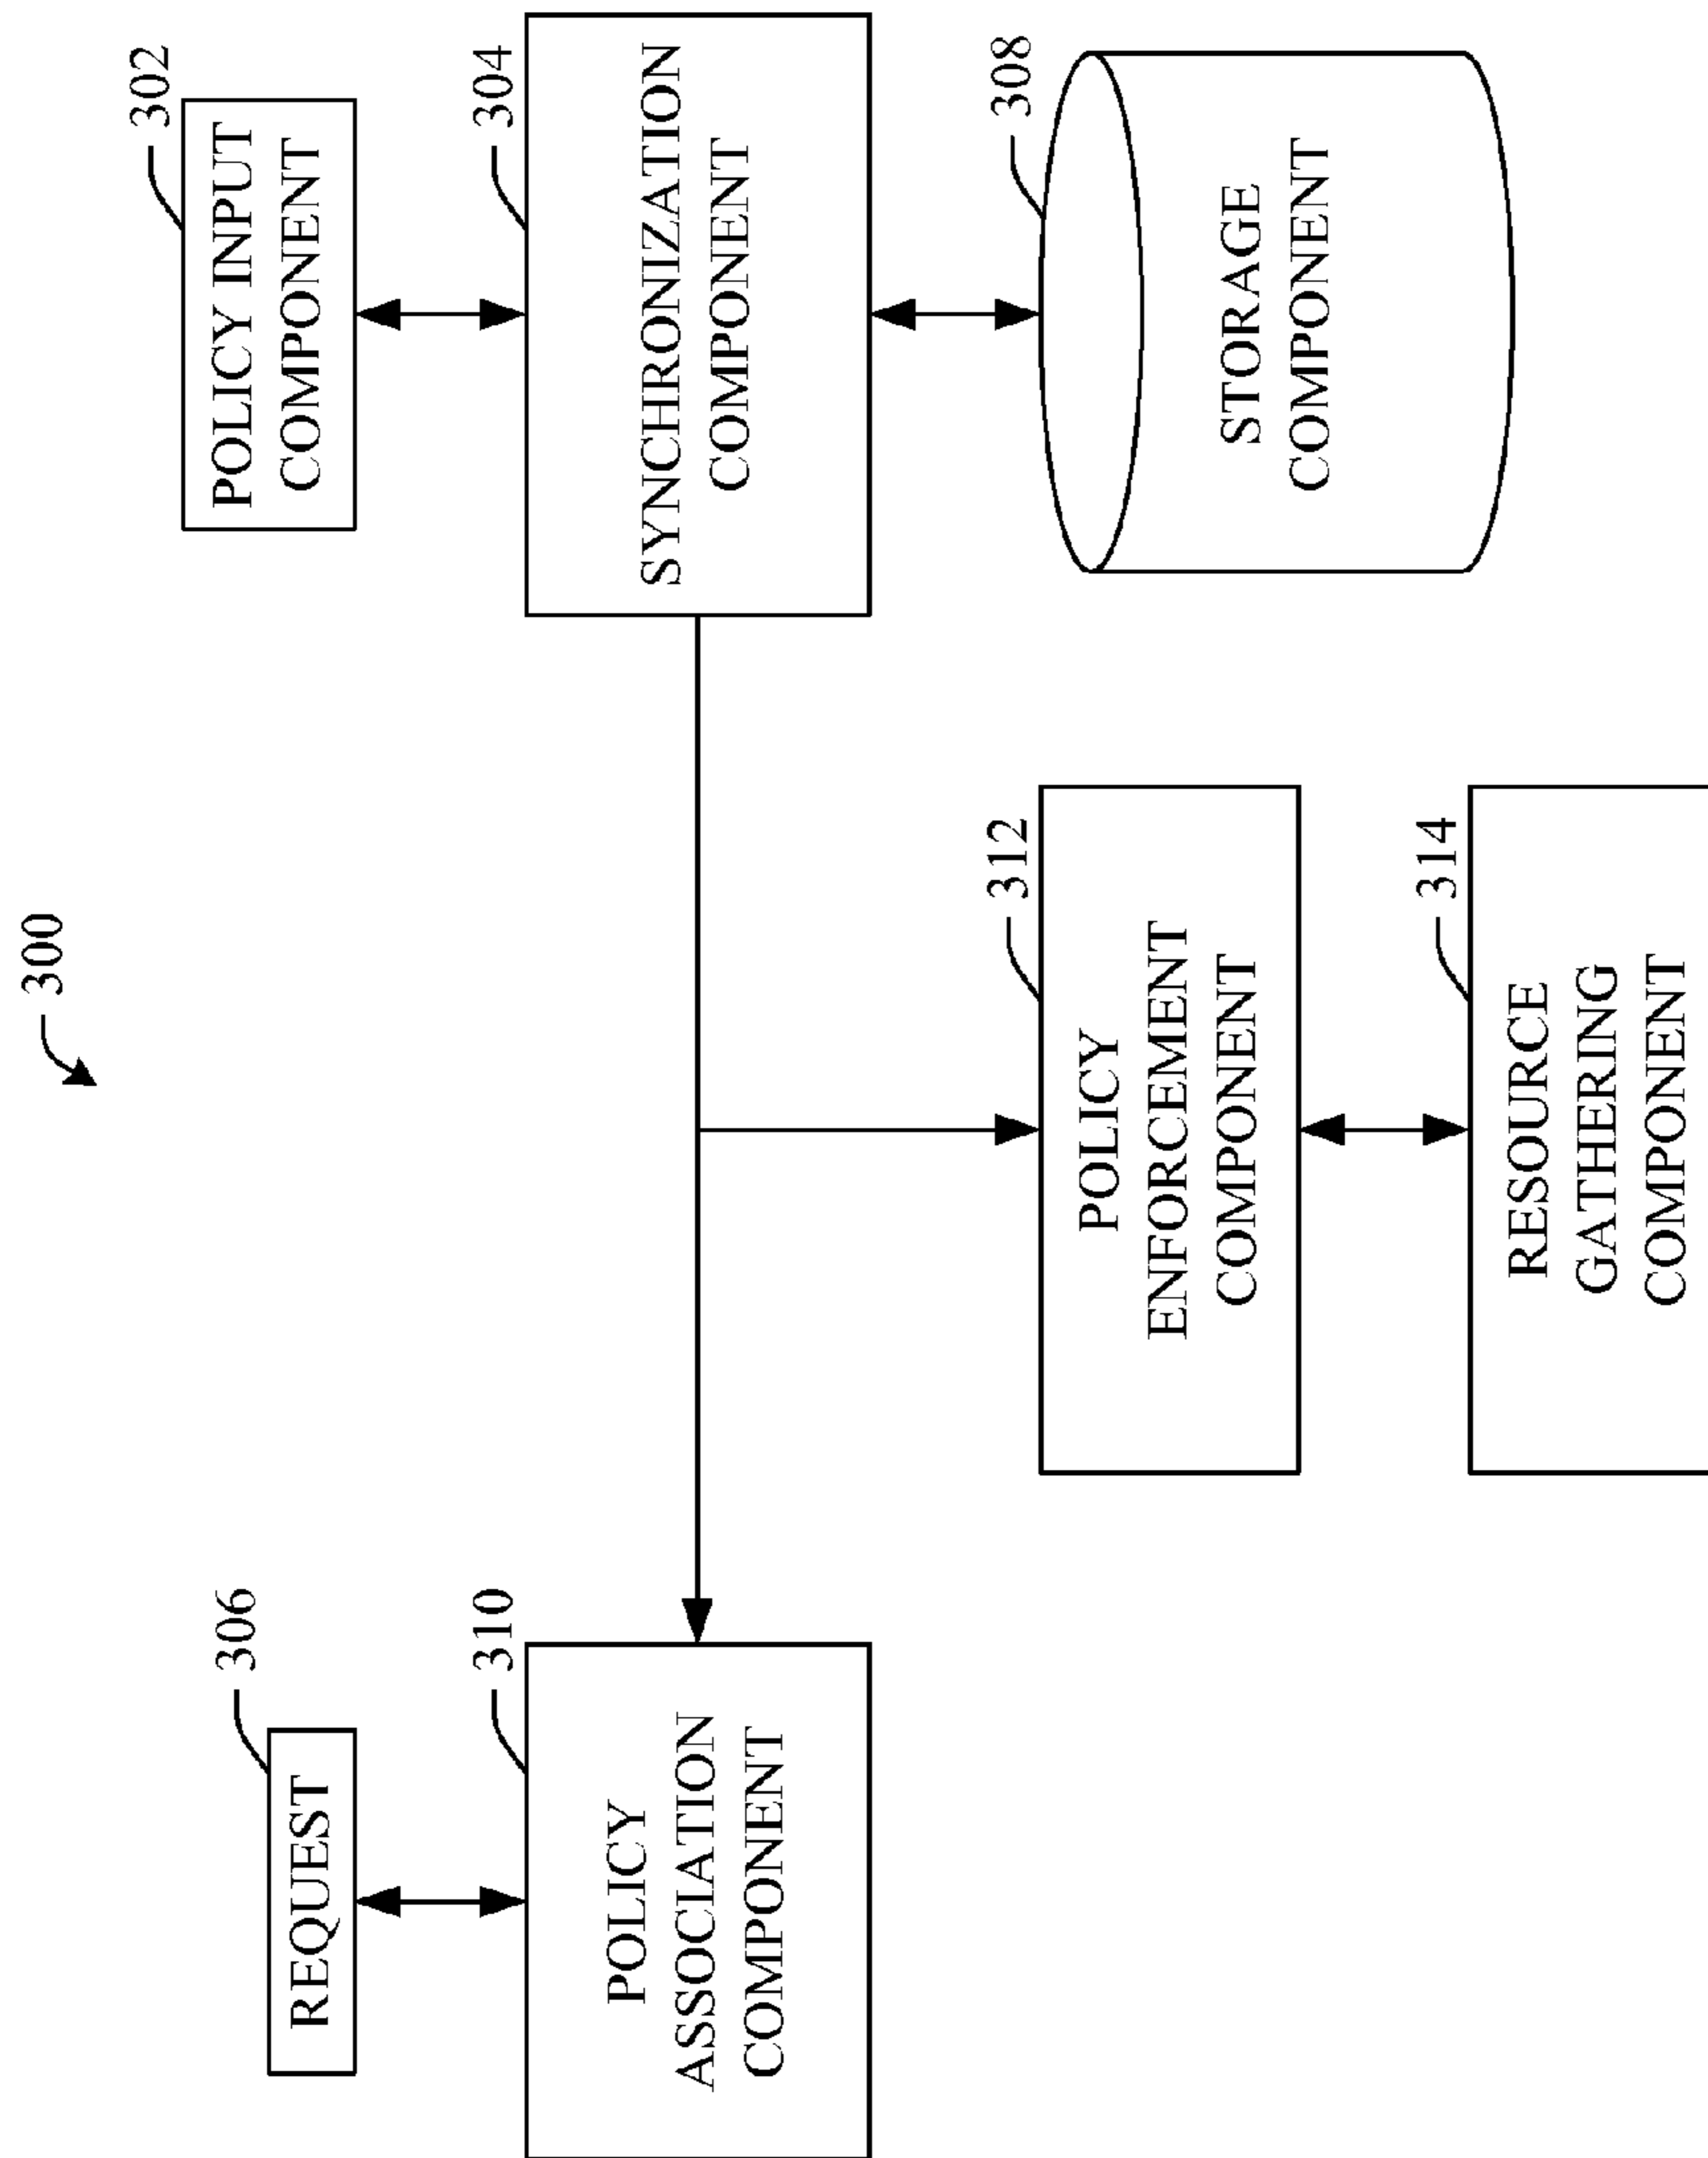 300
306
REQUEST
302
POLICY INPUT
COMPONENT
310
POLICY
ASSOCIATION
COMPONENT
304
SYNCHRONIZATION
COMPONENT
312
POLICY
ENFORCEMENT
COMPONENT
308
STORAGE
COMPONENT
314
RESOURCE
GATHERING
COMPONENT